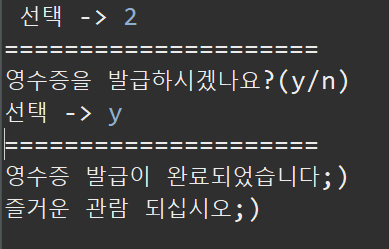 선택 -> 2
=====================
영수증을 발급하시겠나요?(y/n)
선택 -> y
=====================
영수증 발급이 완료되었습니다;)
즐거운 관람 되십시오;)